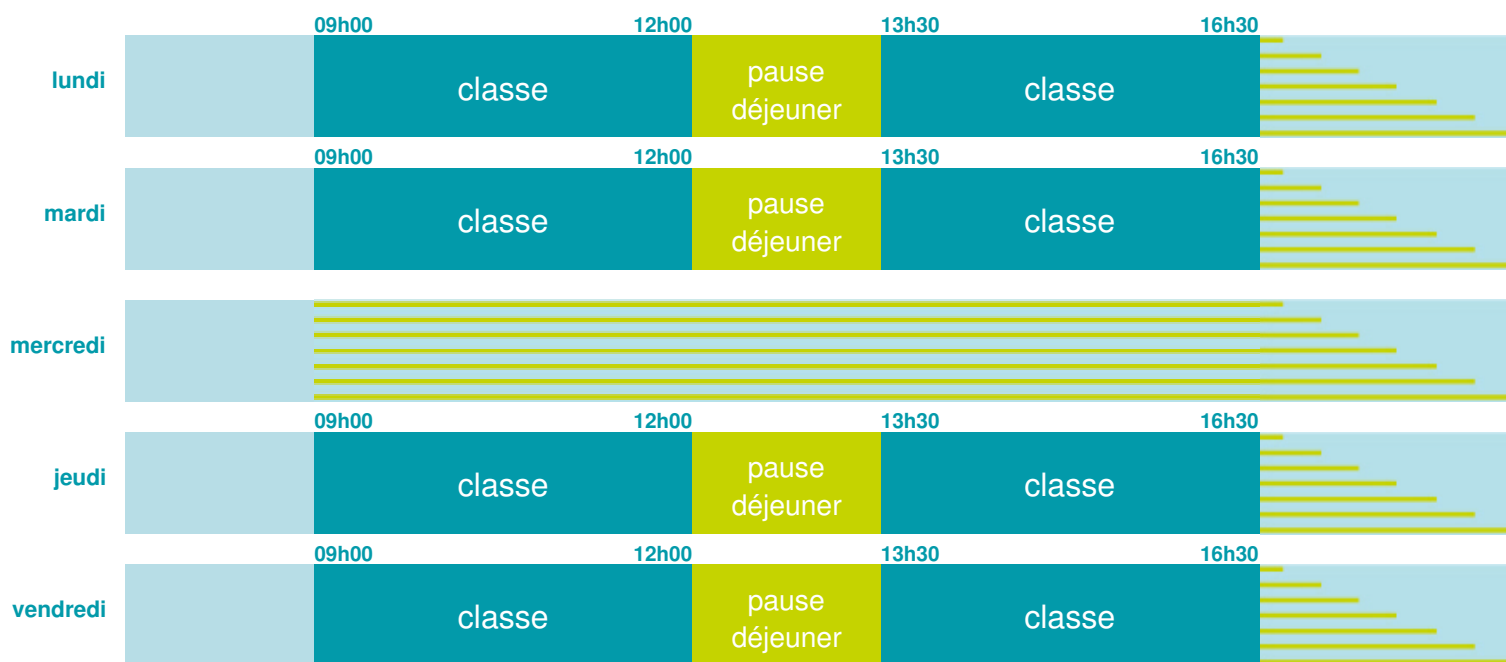 09h00 12h00 13h30 16h30
lundi classe pause déjeuner classe
09h00 12h00 13h30 16h30
mardi classe pause déjeuner classe
mercredi
09h00 12h00 13h30 16h30
jeudi classe pause déjeuner classe
09h00 12h00 13h30 16h30
vendredi classe pause déjeuner classe